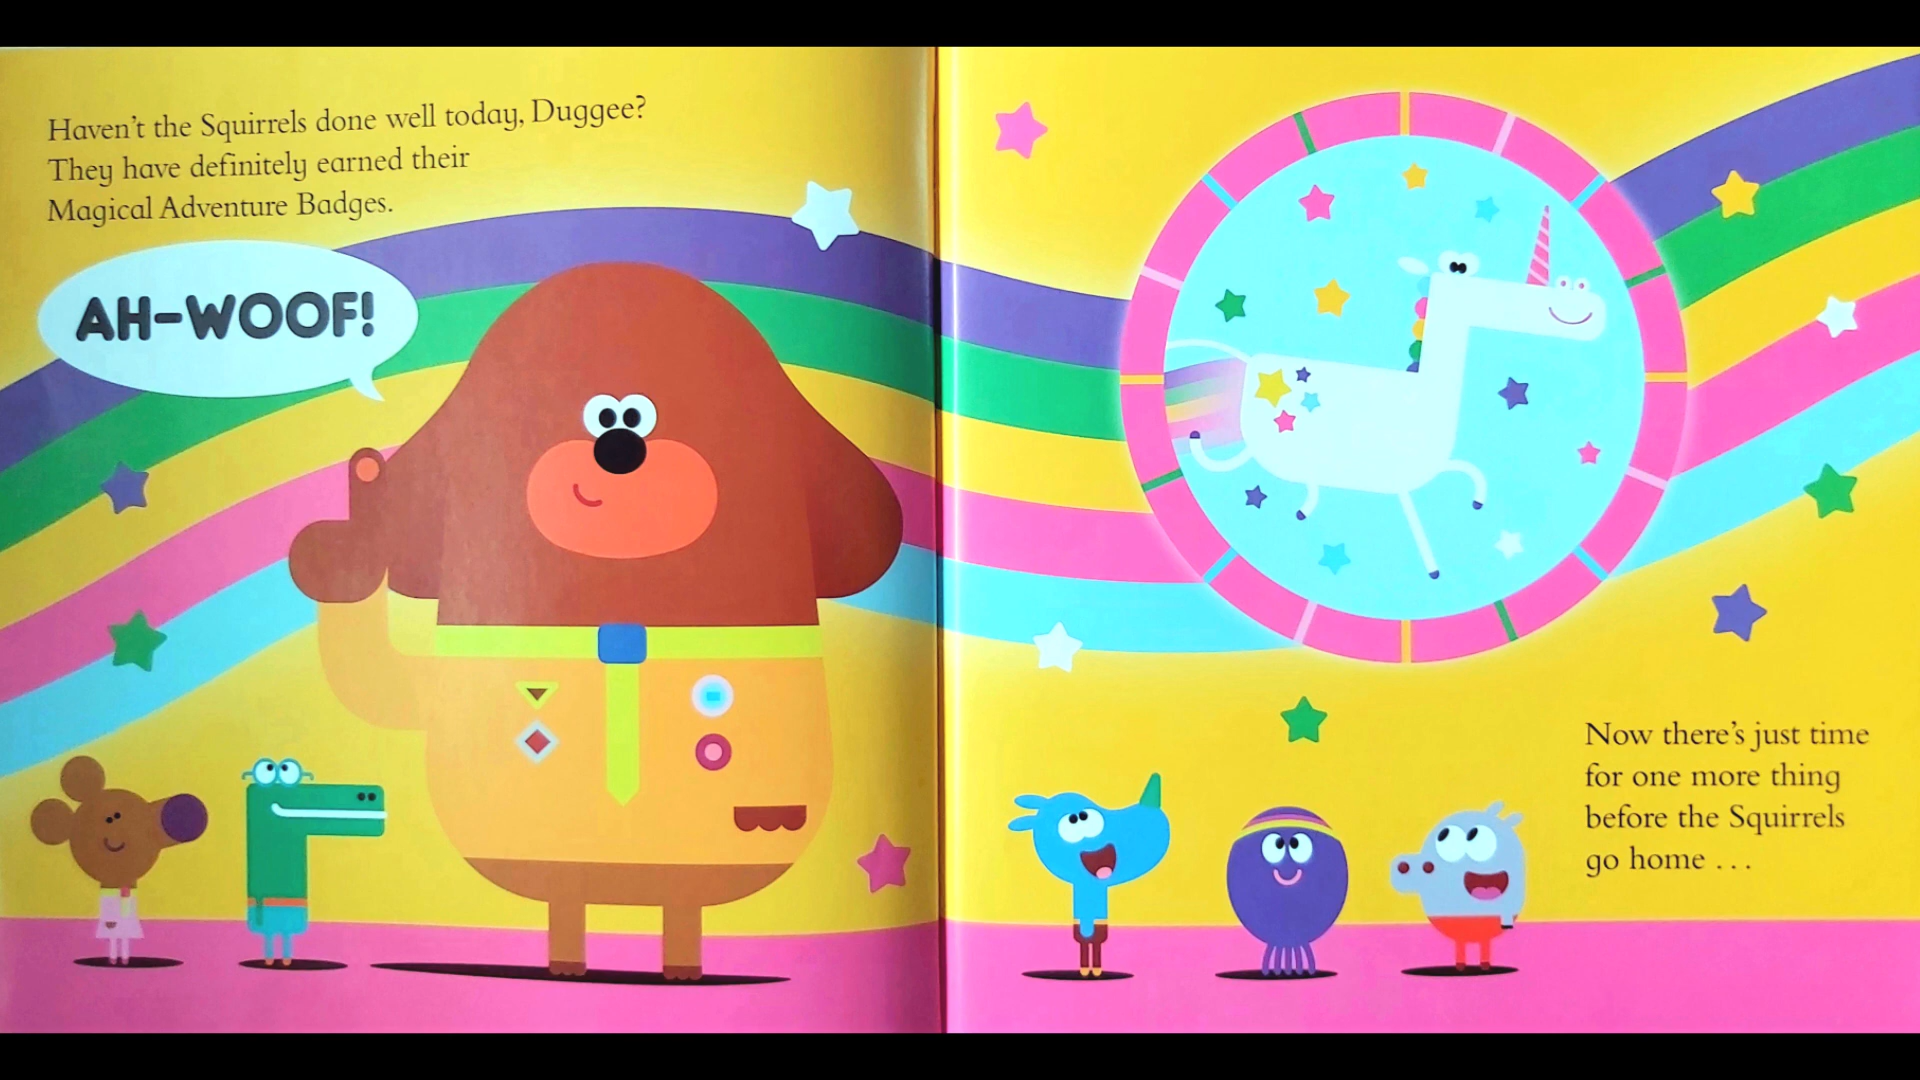 Haven't the Squirrels done well today, Duggee?
They have definitely earned their
Magical Adventure Badges.
AH-WOOF!
Now there's just time
for one more thing
before the Squirrels
go home . . .